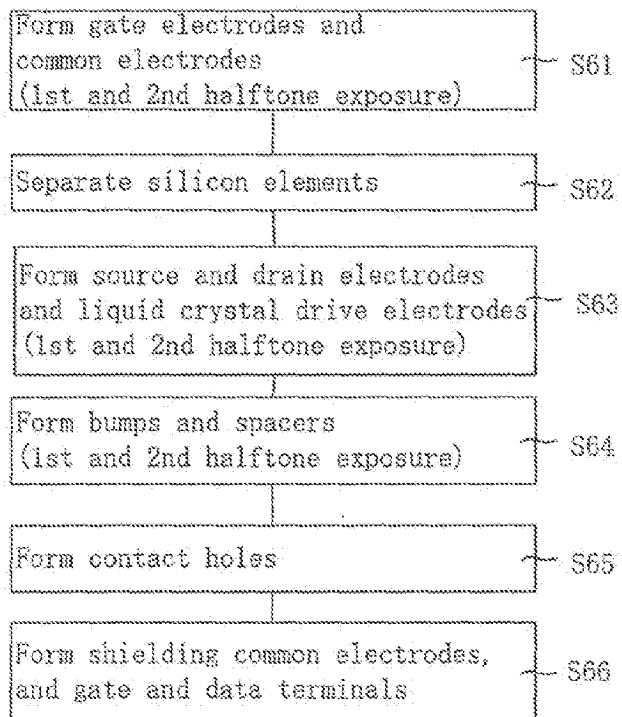 Form gate electrodes and
common electrodes
(1st and 2nd halftone exposure)
S61
Separate silicon elements
S62
Form source and drain electrodes
and liquid crystal drive electrodes
(1st and 2nd halftone exposure)
S63
Form bumps and spacers
(1st and 2nd halftone exposure)
S64
Form contact holes
S65
Form shielding common electrodes,
and gate and data terminals
S66